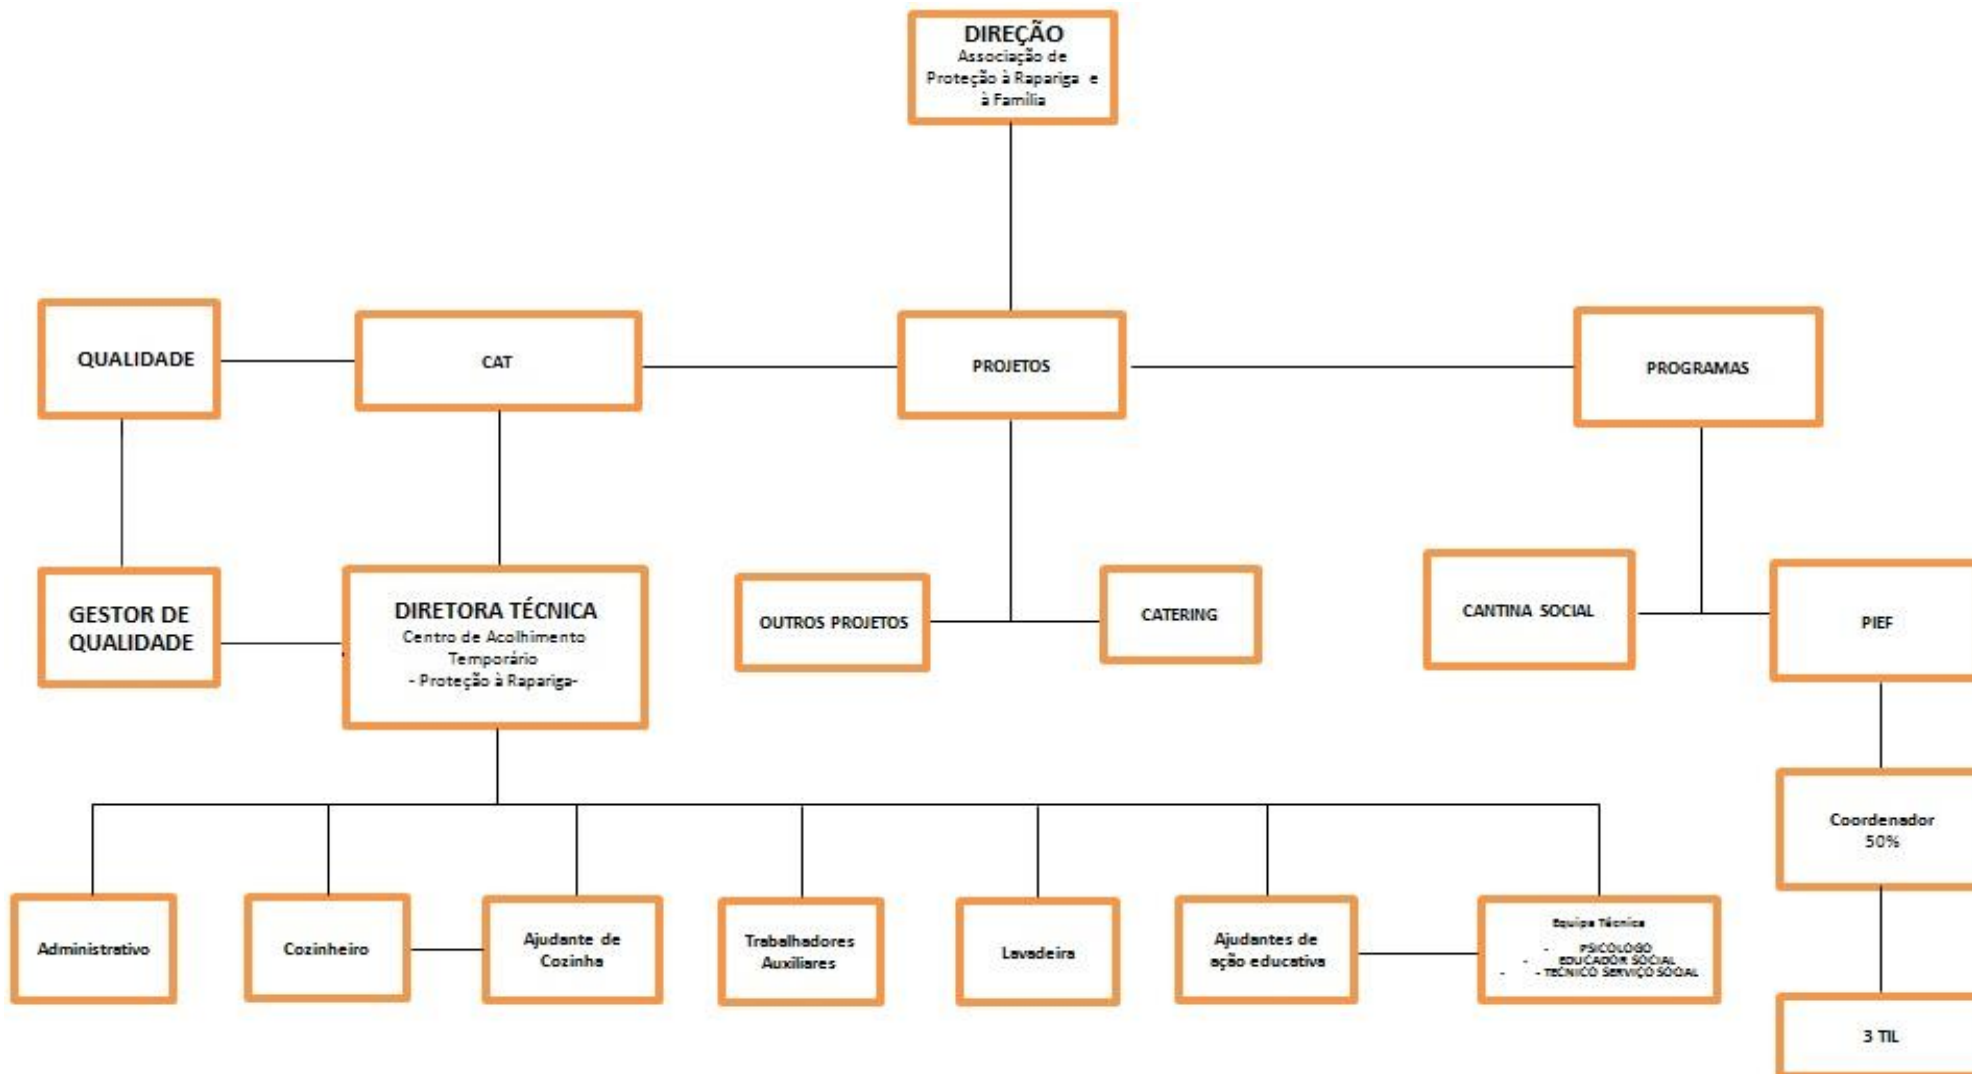 DIREÇÃO
Associação de
Proteção à Rapariga e
à Família
QUALIDADE
CAT
PROJETOS
PROGRAMAS
GESTOR DE
QUALIDADE
DIRETORA TÉCNICA
Centro de Acolhimento
Temporário
- Proteção à Rapariga-
OUTROS PROJETOS
CATERING
CANTINA SOCIAL
PIEF
Coordenador
50%
Administrativo
Cozinheiro
Ajudante de
Cozinha
Trabalhadores
Auxiliares
Lavadeira
Ajudantes de
ação educativa
Equipa Técnica
- PSICOLOGO
- EDUCADOR SOCIAL
- - TECNICO SERVIÇO SOCIAL
3 TIL